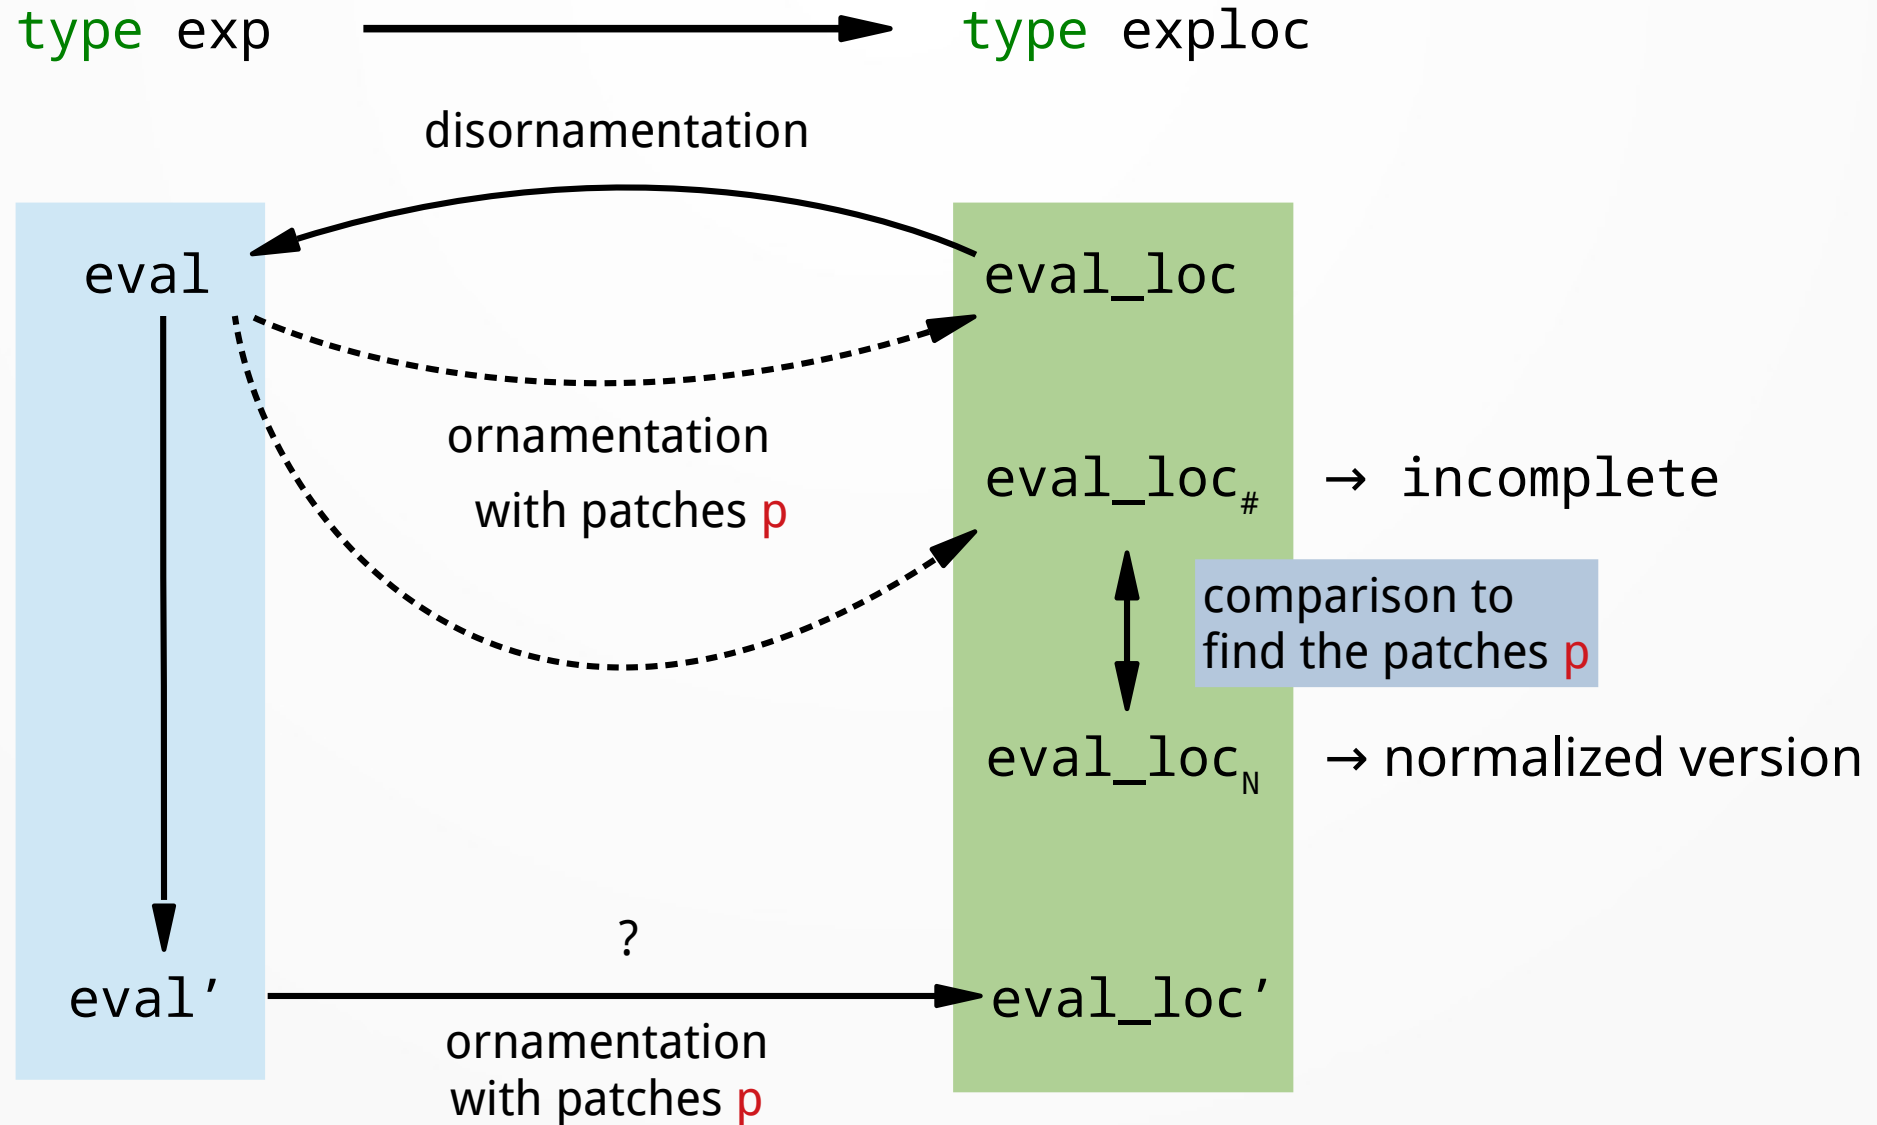 type exp
type exploc
disornamentation
eval
eval_loc
ornamentation
with patches p
eval_loc# → incomplete
comparison to
find the patches p
eval_locN → normalized version
?
eval’
eval_loc’
ornamentation
with patches p